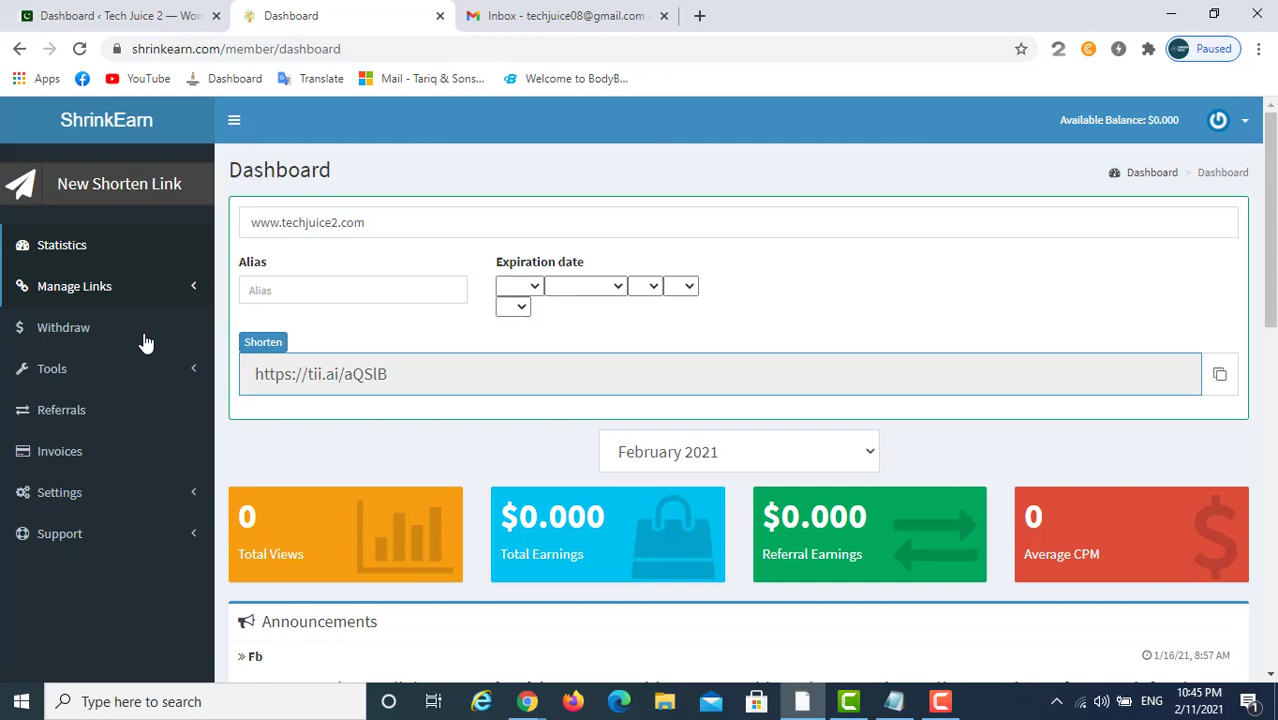 Dashboard ‹ Tech Juice 2 — Wor
Dashboard
Inbox - techjuice08@gmail.com -
shrinkearn.com/member/dashboard
Paused
Apps
YouTube
Dashboard
Translate
Mail - Tariq & Sons...
Welcome to BodyB...
ShrinkEarn
Available Balance: $0.000
New Shorten Link
Statistics
Manage Links
Withdraw
Tools
Referrals
Invoices
Settings
Support
Dashboard
Dashboard > Dashboard
www.techjuice2.com
Alias
Expiration date
Alias
Shorten
https://tii.ai/aQSlB
February 2021
0
Total Views
$0.000
Total Earnings
$0.000
Referral Earnings
0
Average CPM
Announcements
» Fb
1/16/21, 8:57 AM
Type here to search
ENG
10:45 PM
2/11/2021
1